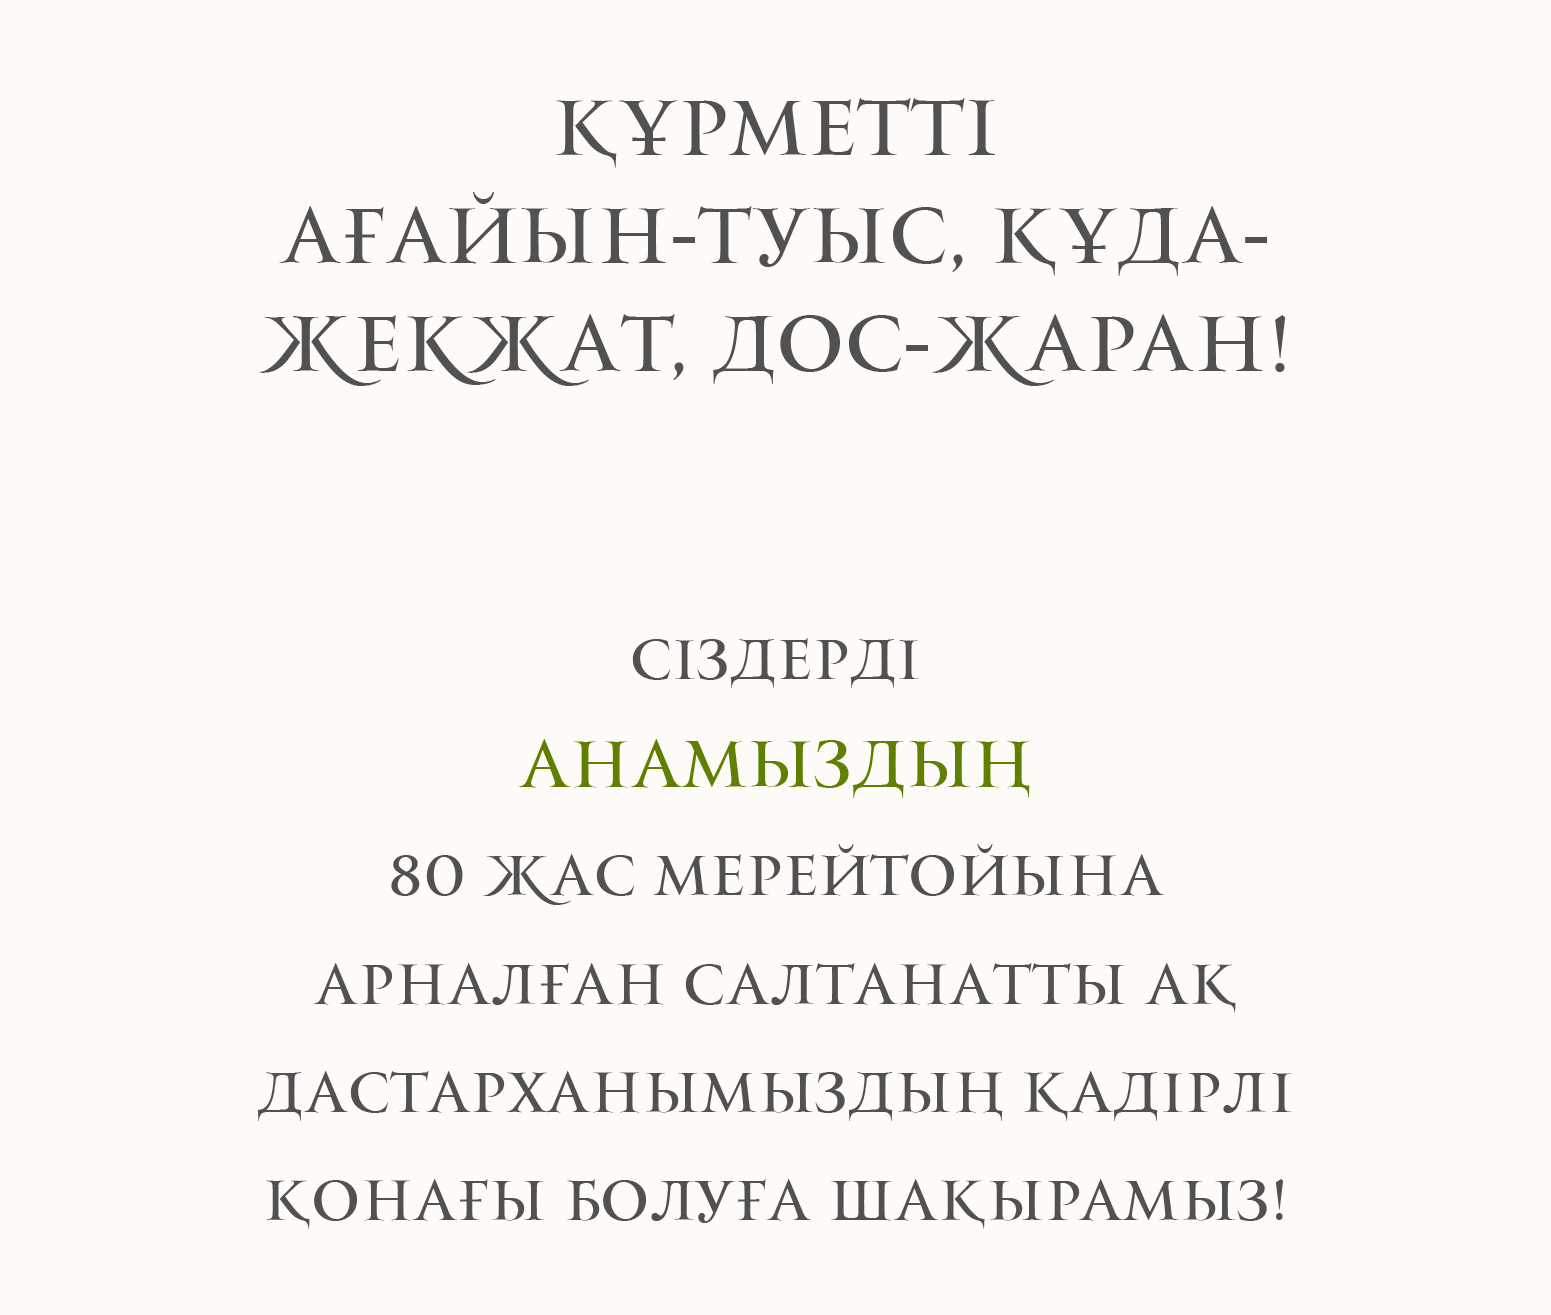 ҚҰРМЕТТІ
АҒАЙЫН-ТУЫС, ҚҰДА-
ЖЕКЖАТ, ДОС-ЖАРАН!
СІЗДЕРДІ
АНАМЫЗДЫҢ
80 ЖАС МЕРЕЙТОЙЫНА
АРНАЛҒАН САЛТАНАТТЫ АҚ
ДАСТАРХАНЫМЫЗДЫҢ ҚАДІРЛІ
ҚОНАҒЫ БОЛУҒА ШАҚЫРАМЫЗ!